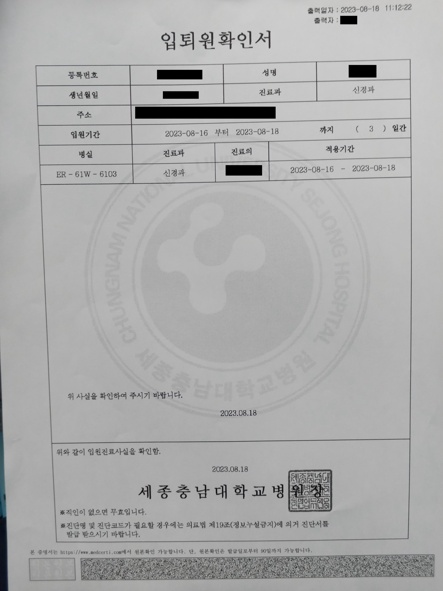 출력일자 : 2023-08-18 11:12:22
출력자 :
입퇴원확인서
등록번호 성명
생년월일 진료과 신경과
주소
입원기간 2023-08-16 부터 2023-08-18 까지 ( 3 ) 일간
병실 진료과 진료의 적용기간
ER - 61W - 6103 신경과 2023-08-16 - 2023-08-18
CHUNGNAM NATIONAL UNIVERSITY SEJONG HOSPITAL
세종충남대학교병원
위 사실을 확인하여 주시기 바랍니다.
2023.08.18
위와 같이 입원진료사실을 확인함.
2023.08.18
세종충남대학교병원장
※직인이 없으면 무효입니다.
※진단명 및 진단코드가 필요할 경우에는 의료법 제19조(정보누설금지)에 의거 진단서를
발급 받으시기 바랍니다.
본 증명서는 에서 원본확인 가능합니다. 단, 원본확인은 발급일로부터 90일까지 가능합니다.